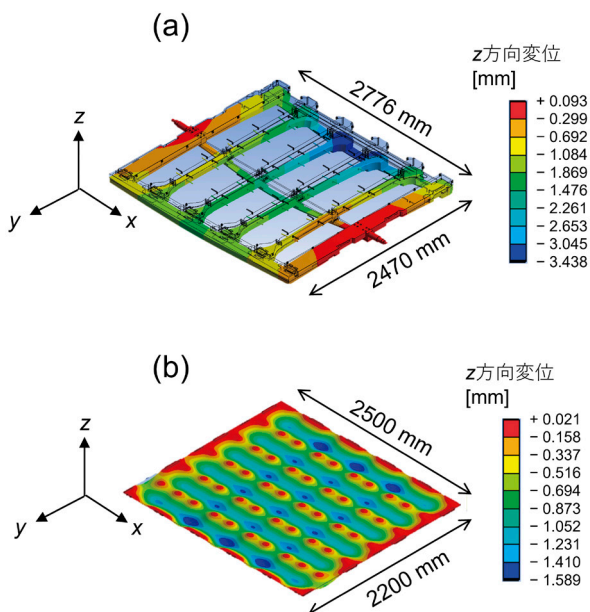 (a)
z方向変位
[mm]
2776 mm
+ 0.093
− 0.299
− 0.692
− 1.084
− 1.869
− 1.476
− 2.261
− 2.653
− 3.045
− 3.438
z
y
x
2470 mm
(b)
z方向変位
[mm]
2500 mm
+ 0.021
− 0.158
− 0.337
− 0.516
− 0.694
− 0.873
− 1.052
− 1.231
− 1.410
− 1.589
z
y
x
2200 mm